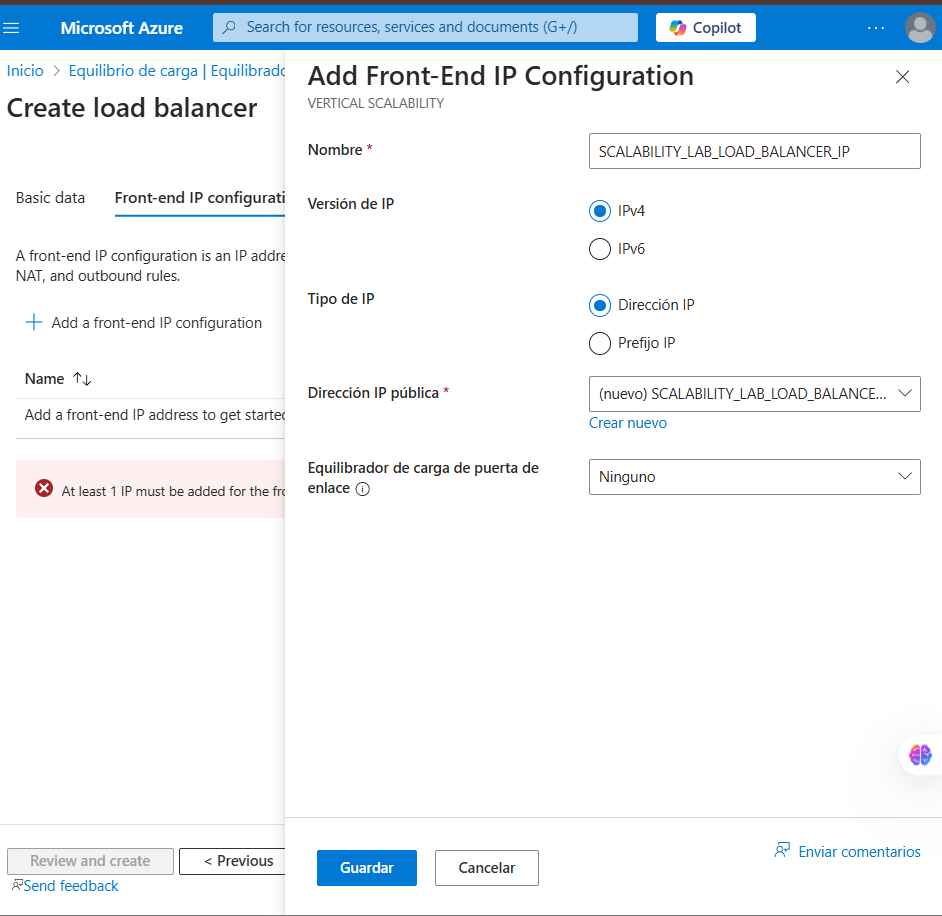 Microsoft Azure
Search for resources, services and documents (G+/)
Copilot
Inicio > Equilibrio de carga | Equilibrado
Create load balancer
Basic data
Front-end IP configurati
A front-end IP configuration is an IP addre
NAT, and outbound rules.
Add a front-end IP configuration
Name
Add a front-end IP address to get started
At least 1 IP must be added for the fro
Review and create
< Previous
Send feedback
Add Front-End IP Configuration
VERTICAL SCALABILITY
Nombre *
SCALABILITY_LAB_LOAD_BALANCER_IP
Versión de IP
IPv4
IPv6
Tipo de IP
Dirección IP
Prefijo IP
Dirección IP pública *
(nuevo) SCALABILITY_LAB_LOAD_BALANCE...
Crear nuevo
Equilibrador de carga de puerta de
enlace
Ninguno
Guardar
Cancelar
Enviar comentarios